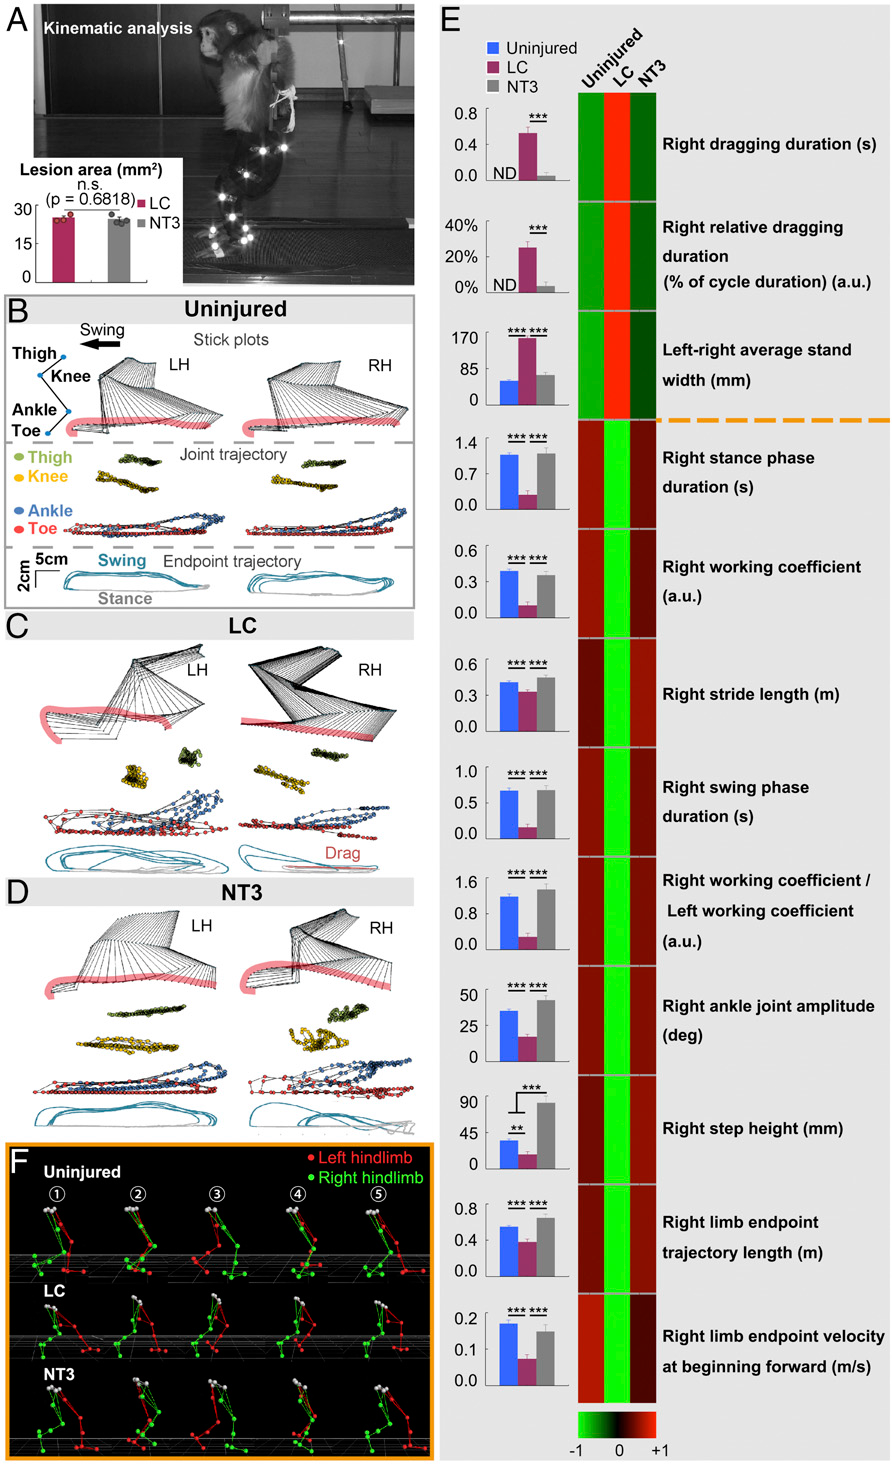 A
Kinematic analysis
Lesion area (mm²)
n.s.
(p = 0.6818)
LC
NT3
30
15
0
B
Uninjured
Swing
Stick plots
Thigh
Knee
Ankle
Toe
LH
RH
Thigh
Joint trajectory
Knee
Ankle
Toe
5cm
2cm
Swing
Endpoint trajectory
Stance
C
LC
LH
RH
Drag
D
NT3
LH
RH
F
Uninjured
Left hindlimb
Right hindlimb
1 2 3 4 5
LC
NT3
E
Uninjured
LC
NT3
Uninjured
LC
NT3
0.8
0.4
0.0
ND
***
Right dragging duration (s)
40%
20%
0%
ND
***
Right relative dragging
duration
(% of cycle duration) (a.u.)
170
85
0
*** ***
Left-right average stand
width (mm)
1.4
0.7
0.0
*** ***
Right stance phase
duration (s)
0.6
0.3
0.0
*** ***
Right working coefficient
(a.u.)
0.6
0.3
0.0
*** ***
Right stride length (m)
1.0
0.5
0.0
*** ***
Right swing phase
duration (s)
1.6
0.8
0.0
*** ***
Right working coefficient /
Left working coefficient
(a.u.)
50
25
0
*** ***
Right ankle joint amplitude
(deg)
90
45
0
***
**
Right step height (mm)
0.8
0.4
0.0
*** ***
Right limb endpoint
trajectory length (m)
0.2
0.1
0.0
*** ***
Right limb endpoint velocity
at beginning forward (m/s)
-1 0 +1